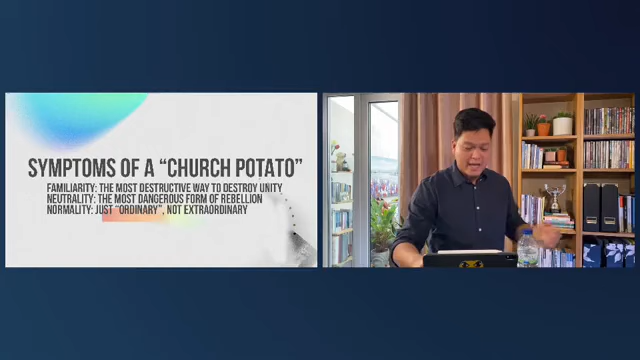 SYMPTOMS OF A “CHURCH POTATO”
FAMILIARITY: THE MOST DESTRUCTIVE WAY TO DESTROY UNITY
NEUTRALITY: THE MOST DANGEROUS FORM OF REBELLION
NORMALITY: JUST “ORDINARY”, NOT EXTRAORDINARY